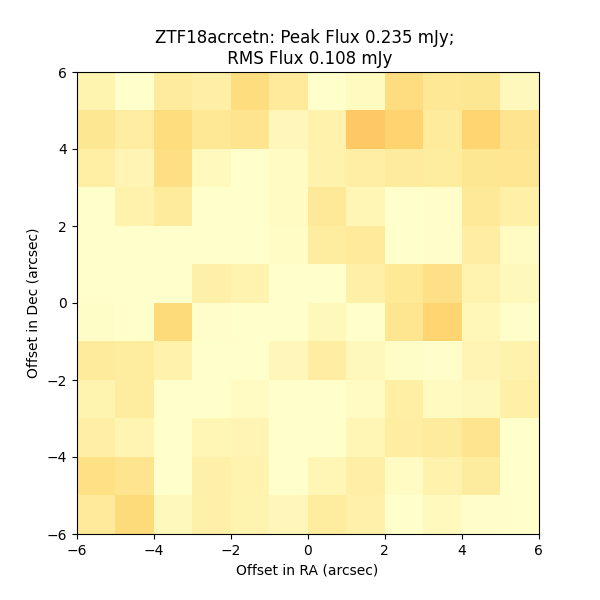 ZTF18acrcetn: Peak Flux 0.235 mJy;
RMS Flux 0.108 mJy
6
4
2
0
−2
−4
−6
Offset in Dec (arcsec)
−6 −4 −2 0 2 4 6
Offset in RA (arcsec)